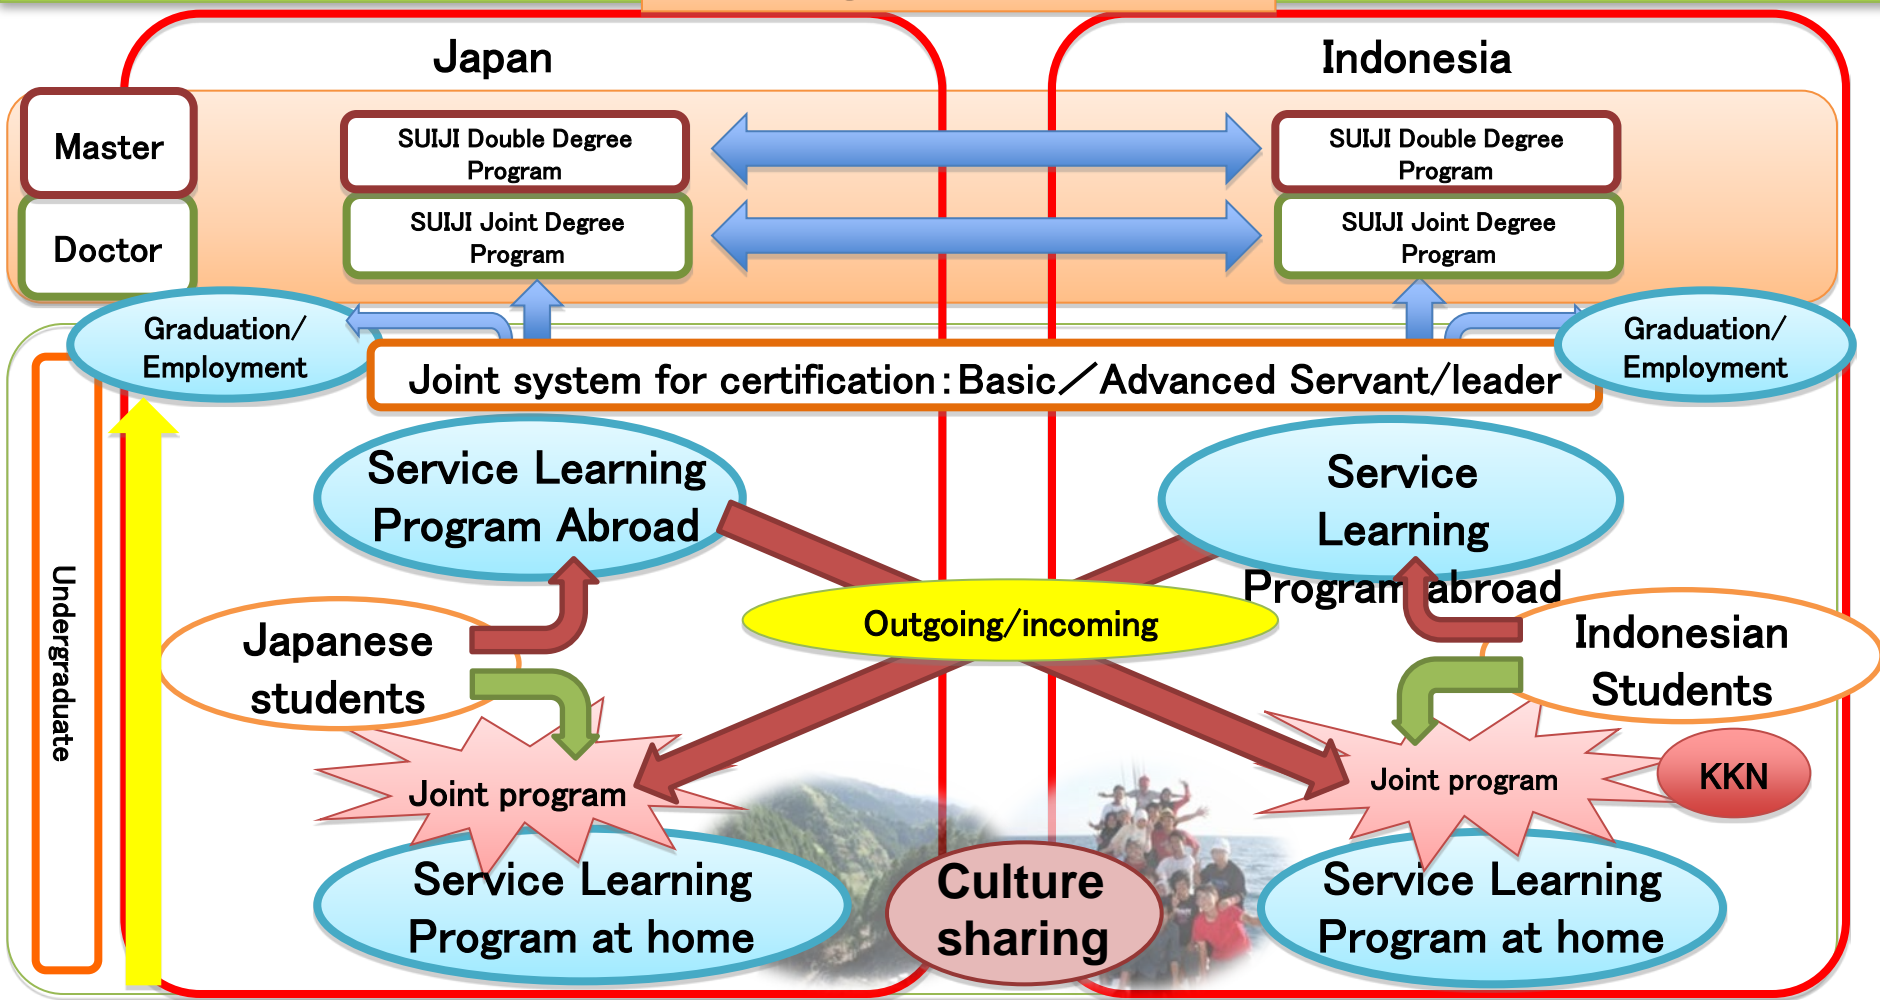 Japan
Indonesia
Master
SUIJI Double Degree
Program
SUIJI Double Degree
Program
Doctor
SUIJI Joint Degree
Program
SUIJI Joint Degree
Program
Graduation/
Employment
Graduation/
Employment
Joint system for certification：Basic／Advanced Servant/leader
Undergraduate
Service Learning
Program Abroad
Service
Learning
Program abroad
Outgoing/incoming
Japanese
students
Indonesian
Students
Joint program
Joint program
KKN
Service Learning
Program at home
Culture
sharing
Service Learning
Program at home